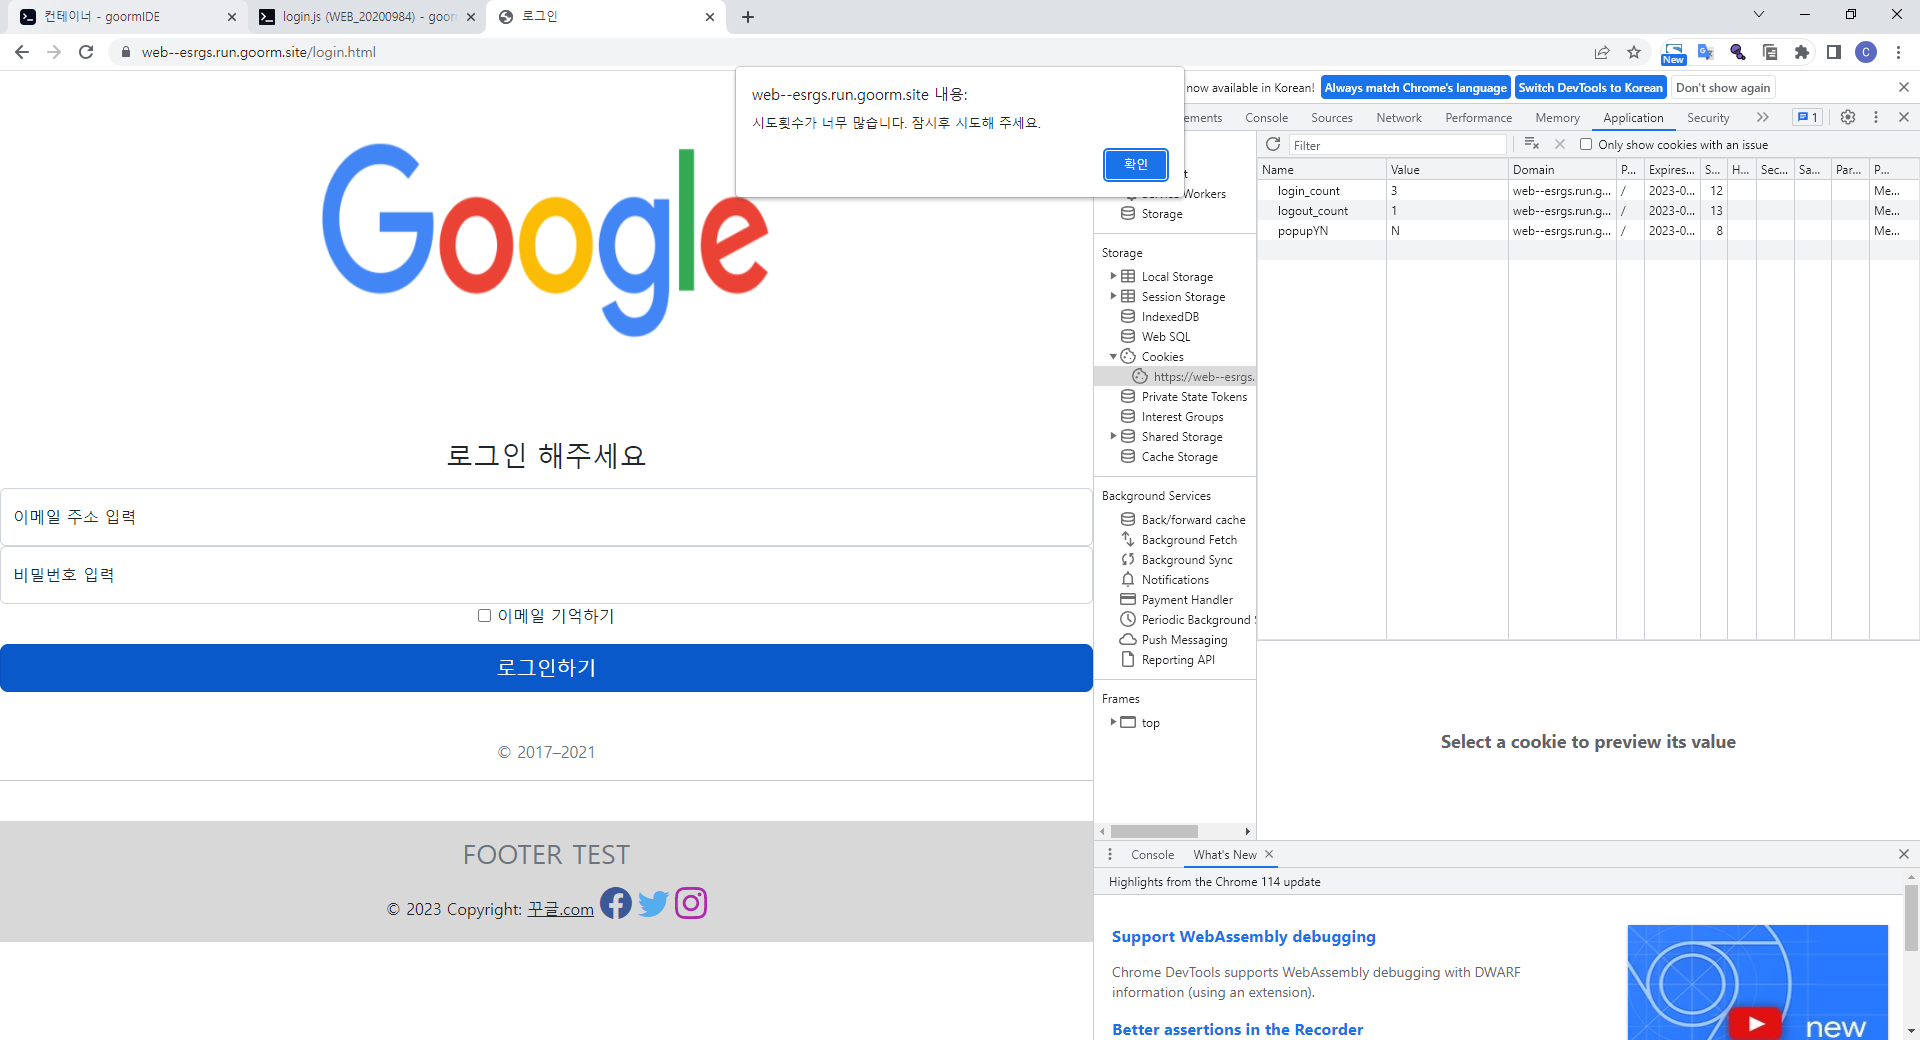 컨테이너 - goormIDE
login.js (WEB_20200984) - goorm
로그인
web--esrgs.run.goorm.site/login.html
New
C
web--esrgs.run.goorm.site 내용:
시도횟수가 너무 많습니다. 잠시후 시도해 주세요.
확인
now available in Korean!
Always match Chrome's language
Switch DevTools to Korean
Don't show again
ements
Console
Sources
Network
Performance
Memory
Application
Security
1
Filter
Only show cookies with an issue
Name Value Domain P... Expires... S... H... Sec... Sa... Par... P...
login_count 3 web--esrgs.run.g... / 2023-0... 12 Me...
logout_count 1 web--esrgs.run.g... / 2023-0... 13 Me...
popupYN N web--esrgs.run.g... / 2023-0... 8 Me...
Workers
Storage
Storage
Local Storage
Session Storage
IndexedDB
Web SQL
Cookies
https://web--esrgs.
Private State Tokens
Interest Groups
Shared Storage
Cache Storage
Background Services
Back/forward cache
Background Fetch
Background Sync
Notifications
Payment Handler
Periodic Background
Push Messaging
Reporting API
Frames
top
Select a cookie to preview its value
Console
What's New
Highlights from the Chrome 114 update
Support WebAssembly debugging
Chrome DevTools supports WebAssembly debugging with DWARF
information (using an extension).
Better assertions in the Recorder
new
Google
로그인 해주세요
이메일 주소 입력
비밀번호 입력
이메일 기억하기
로그인하기
© 2017–2021
FOOTER TEST
© 2023 Copyright: 꾸글.com